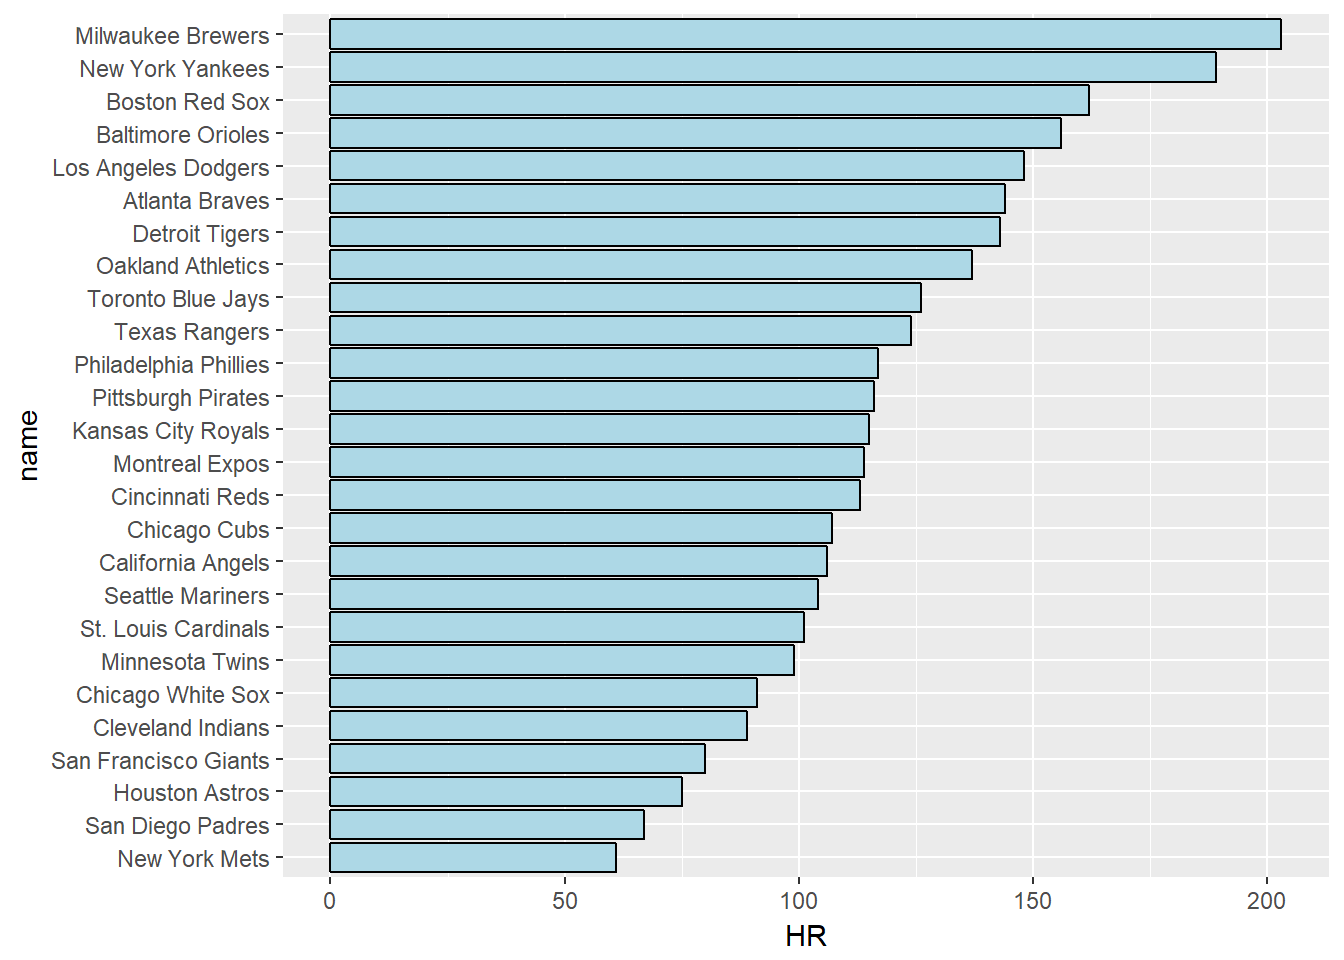 Milwaukee Brewers
New York Yankees
Boston Red Sox
Baltimore Orioles
Los Angeles Dodgers
Atlanta Braves
Detroit Tigers
Oakland Athletics
Toronto Blue Jays
Texas Rangers
Philadelphia Phillies
Pittsburgh Pirates
Kansas City Royals
Montreal Expos
Cincinnati Reds
Chicago Cubs
California Angels
Seattle Mariners
St. Louis Cardinals
Minnesota Twins
Chicago White Sox
Cleveland Indians
San Francisco Giants
Houston Astros
San Diego Padres
New York Mets
name
0 50 100 150 200
HR